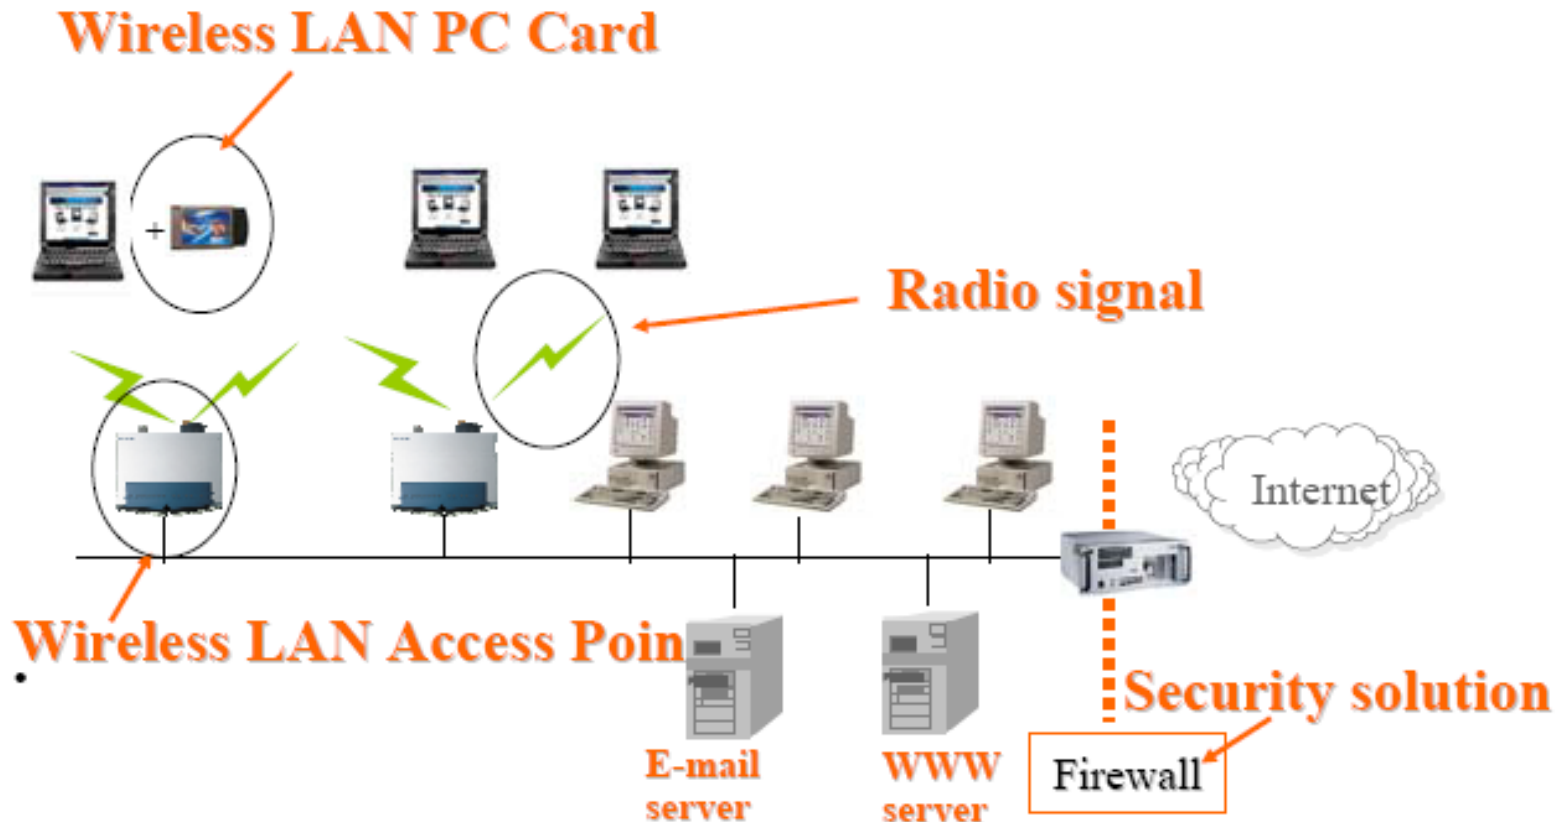 Wireless LAN PC Card
+
Radio signal
Internet
Wireless LAN Access Poin
Security solution
E-mail
server
WWW
server
Firewall